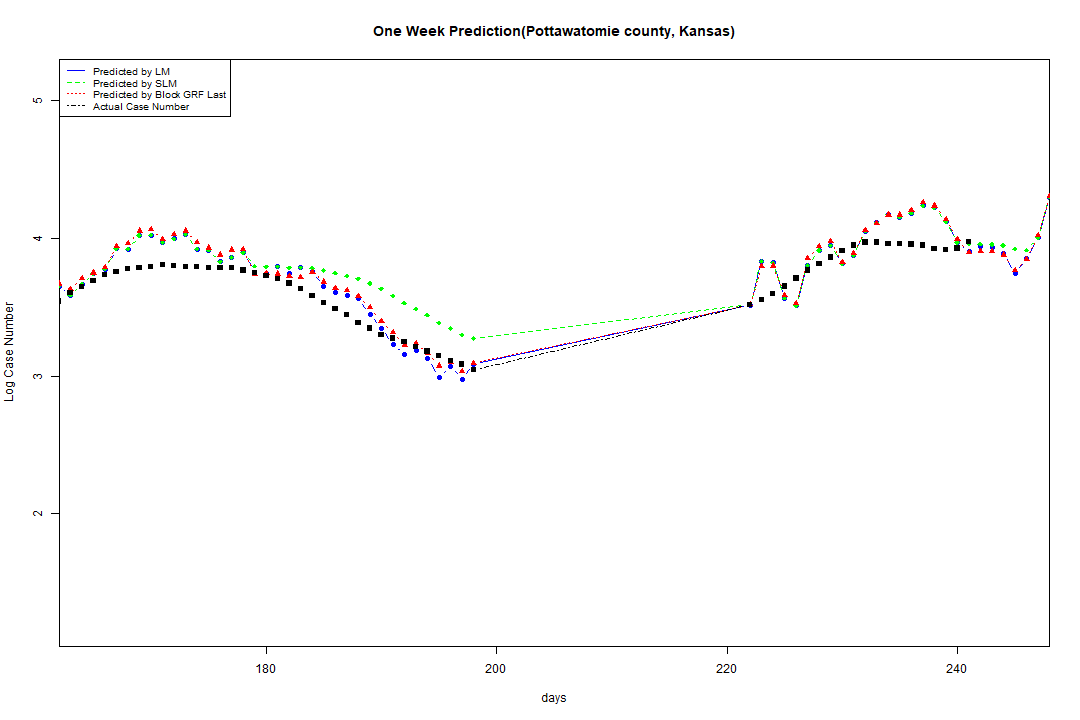 One Week Prediction(Pottawatomie county, Kansas)
Predicted by LM
Predicted by SLM
Predicted by Block GRF Last
Actual Case Number
5
4
3
2
Log Case Number
180 200 220 240
days